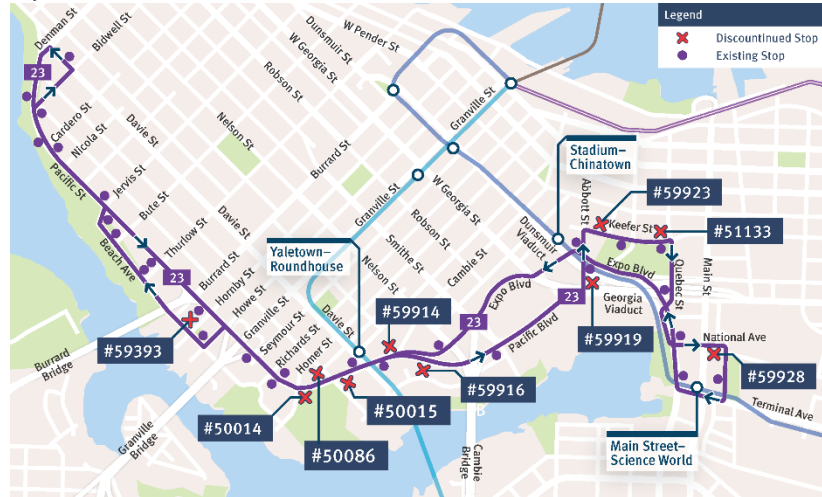 Legend
Discontinued Stop
Existing Stop
Denman St
Bidwell St
W Pender St
Dunsmuir St
W Georgia St
Robson St
23
Cardero St
Nicola St
Davie St
Nelson St
Granville St
Burrard St
Pacific St
Jervis St
Bute St
Stadium–
Chinatown
Abbott St
#59923
Keefer St
#51133
W Georgia St
Granville St
Robson St
Dunsmuir
Viaduct
Thurlow St
Davie St
Smithe St
Cambie St
Beach Ave
23
Yaletown–
Roundhouse
Nelson St
Expo Blvd
Expo Blvd
Quebec St
Main St
Burrard St
Hornby St
Howe St
Granville St
Seymour St
Richards St
Homer St
Davie St
#59914
23
23
Pacific Blvd
Georgia
Viaduct
#59919
National Ave
#59393
#59916
#59928
Burrard
Bridge
#50014
#50015
#50086
Terminal Ave
Granville
Bridge
Cambie
Bridge
Main Street–
Science World